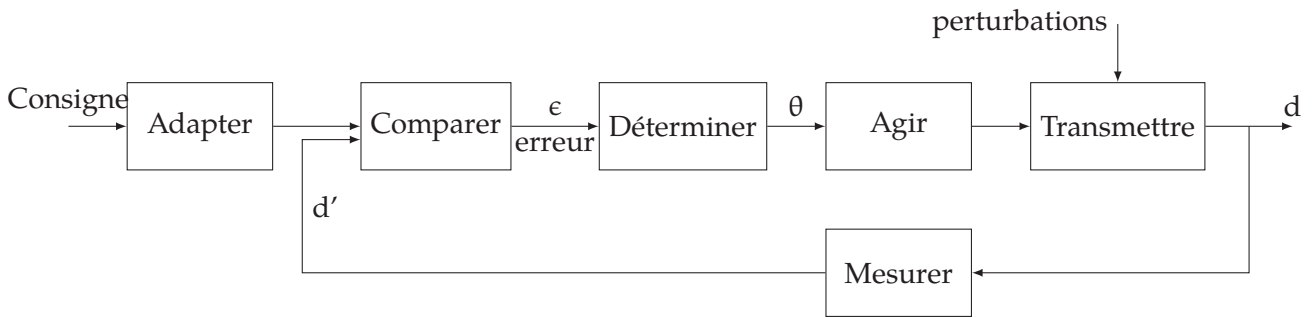 perturbations
Consigne
Adapter
Comparer
ϵ
erreur
Déterminer
θ
Agir
Transmettre
d
d’
Mesurer